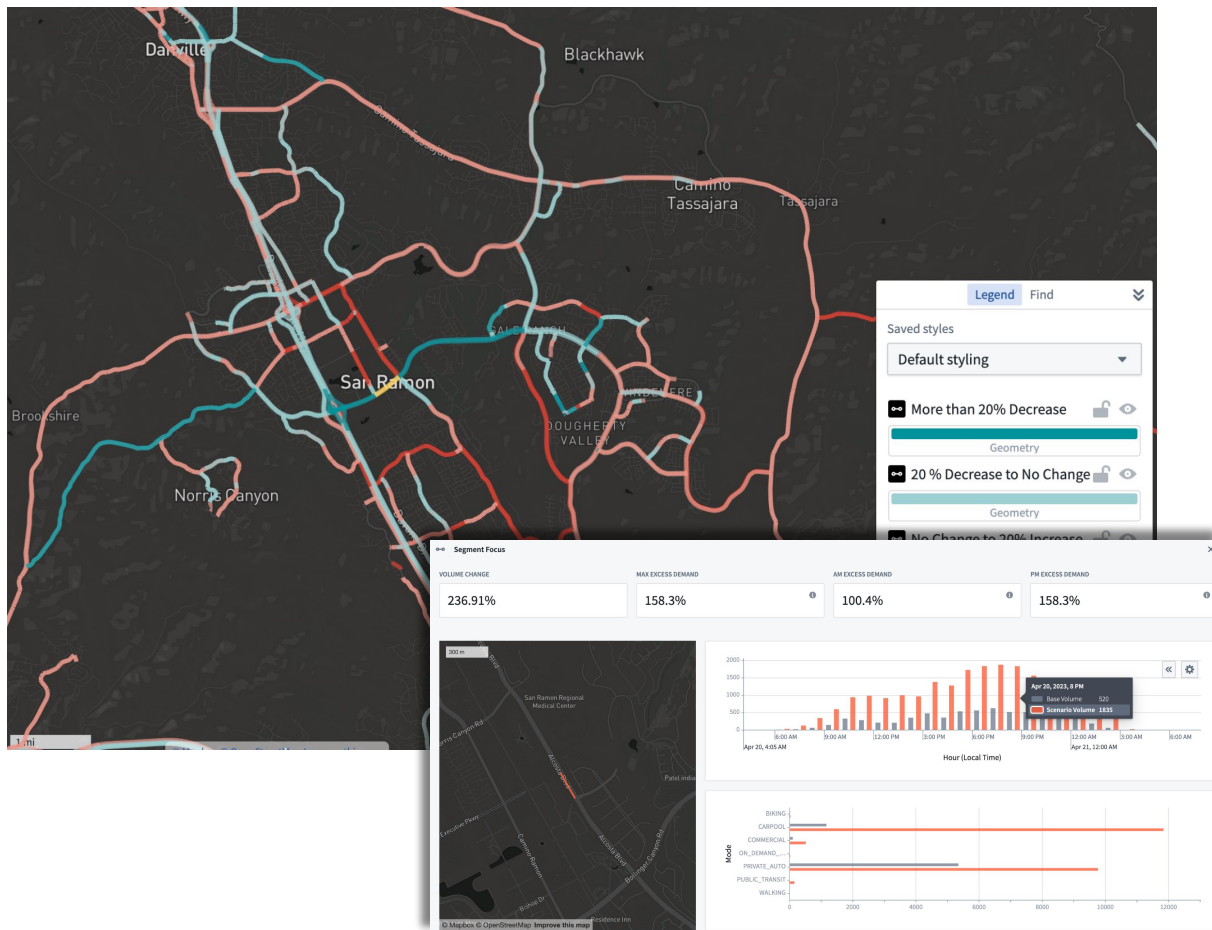 Danville
Blackhawk
Camino Tassajara
Camino
Tassajara
Tassajara
San Ramon
Brookshire
DOUGHERTY
VALLEY
Norris Canyon
1 mi
Legend Find
Saved styles
Default styling
More than 20% Decrease
Geometry
20 % Decrease to No Change
Geometry
No Change to 20% Increase
Segment Focus
VOLUME CHANGE
236.91%
MAX EXCESS DEMAND
158.3%
AM EXCESS DEMAND
100.4%
PM EXCESS DEMAND
158.3%
300 m
San Ramon Regional
Medical Center
Norris Canyon Rd
Alcosta Blvd
Executive Pkwy
Camino Ramon
Alcosta Blvd
Bollinger Canyon Rd
Bishop Dr
Residence Inn
© Mapbox © OpenStreetMap Improve this map
2000
1500
1000
500
0
Apr 20, 2023, 8 PM
Base Volume 520
Scenario Volume 1835
6:00 AM 9:00 AM 12:00 PM 3:00 PM 6:00 PM 9:00 PM 12:00 AM 3:00 AM 6:00 AM
Apr 20, 4:05 AM Apr 21, 12:00 AM
Hour (Local Time)
Mode
BIKING
CARPOOL
COMMERCIAL
ON_DEMAND_...
PRIVATE_AUTO
PUBLIC_TRANSIT
WALKING
0 2000 4000 6000 8000 10000 12000